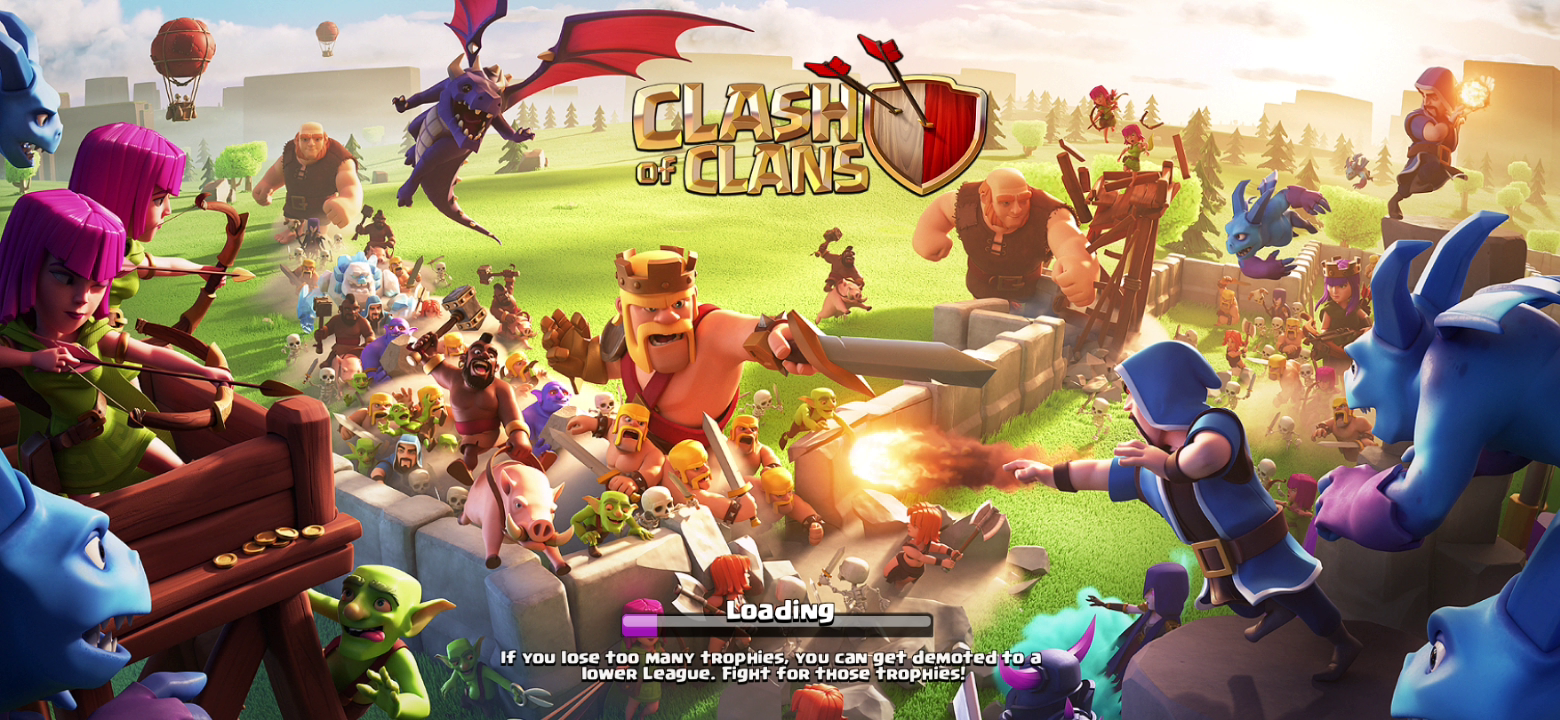 CLASH
OF CLANS
Loading
If you lose too many trophies, you can get demoted to a
lower League. Fight for those trophies!